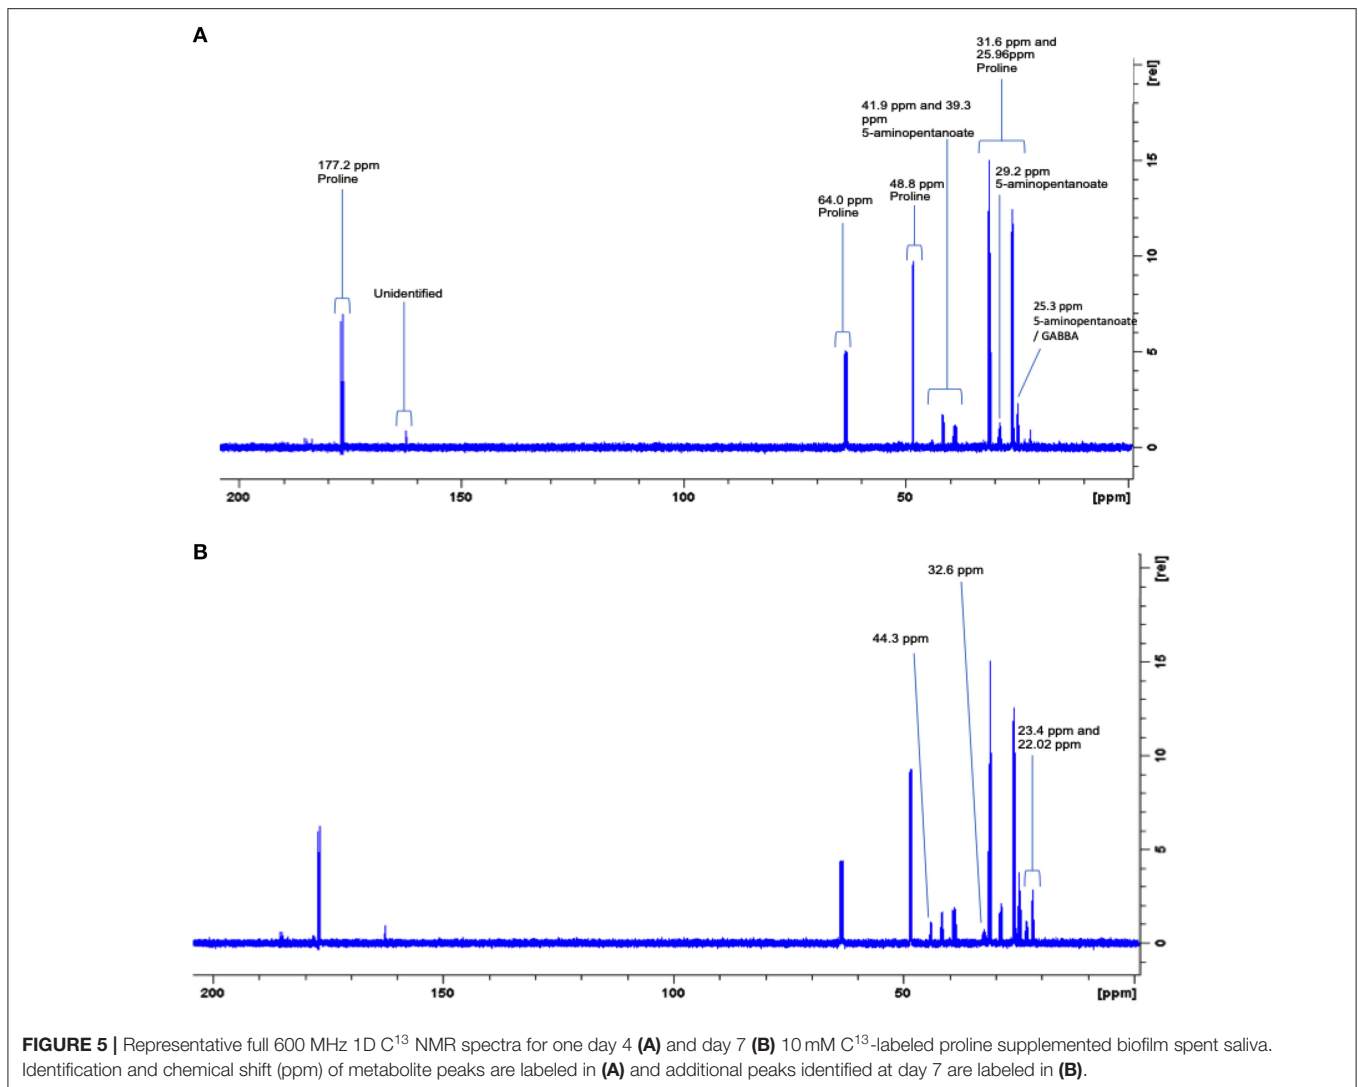 A
31.6 ppm and
25.96ppm
Proline
[rel]
41.9 ppm and 39.3
ppm
5-aminopentanoate
177.2 ppm
Proline
15
29.2 ppm
5-aminopentanoate
48.8 ppm
Proline
64.0 ppm
Proline
10
Unidentified
25.3 ppm
5-aminopentanoate
/ GABBA
5
0
200
150
100
50
[ppm]
B
32.6 ppm
[rel]
44.3 ppm
15
23.4 ppm and
22.02 ppm
10
5
0
200
150
100
50
[ppm]
FIGURE 5 | Representative full 600 MHz 1D C13 NMR spectra for one day 4 (A) and day 7 (B) 10 mM C13-labeled proline supplemented biofilm spent saliva.
Identification and chemical shift (ppm) of metabolite peaks are labeled in (A) and additional peaks identified at day 7 are labeled in (B).